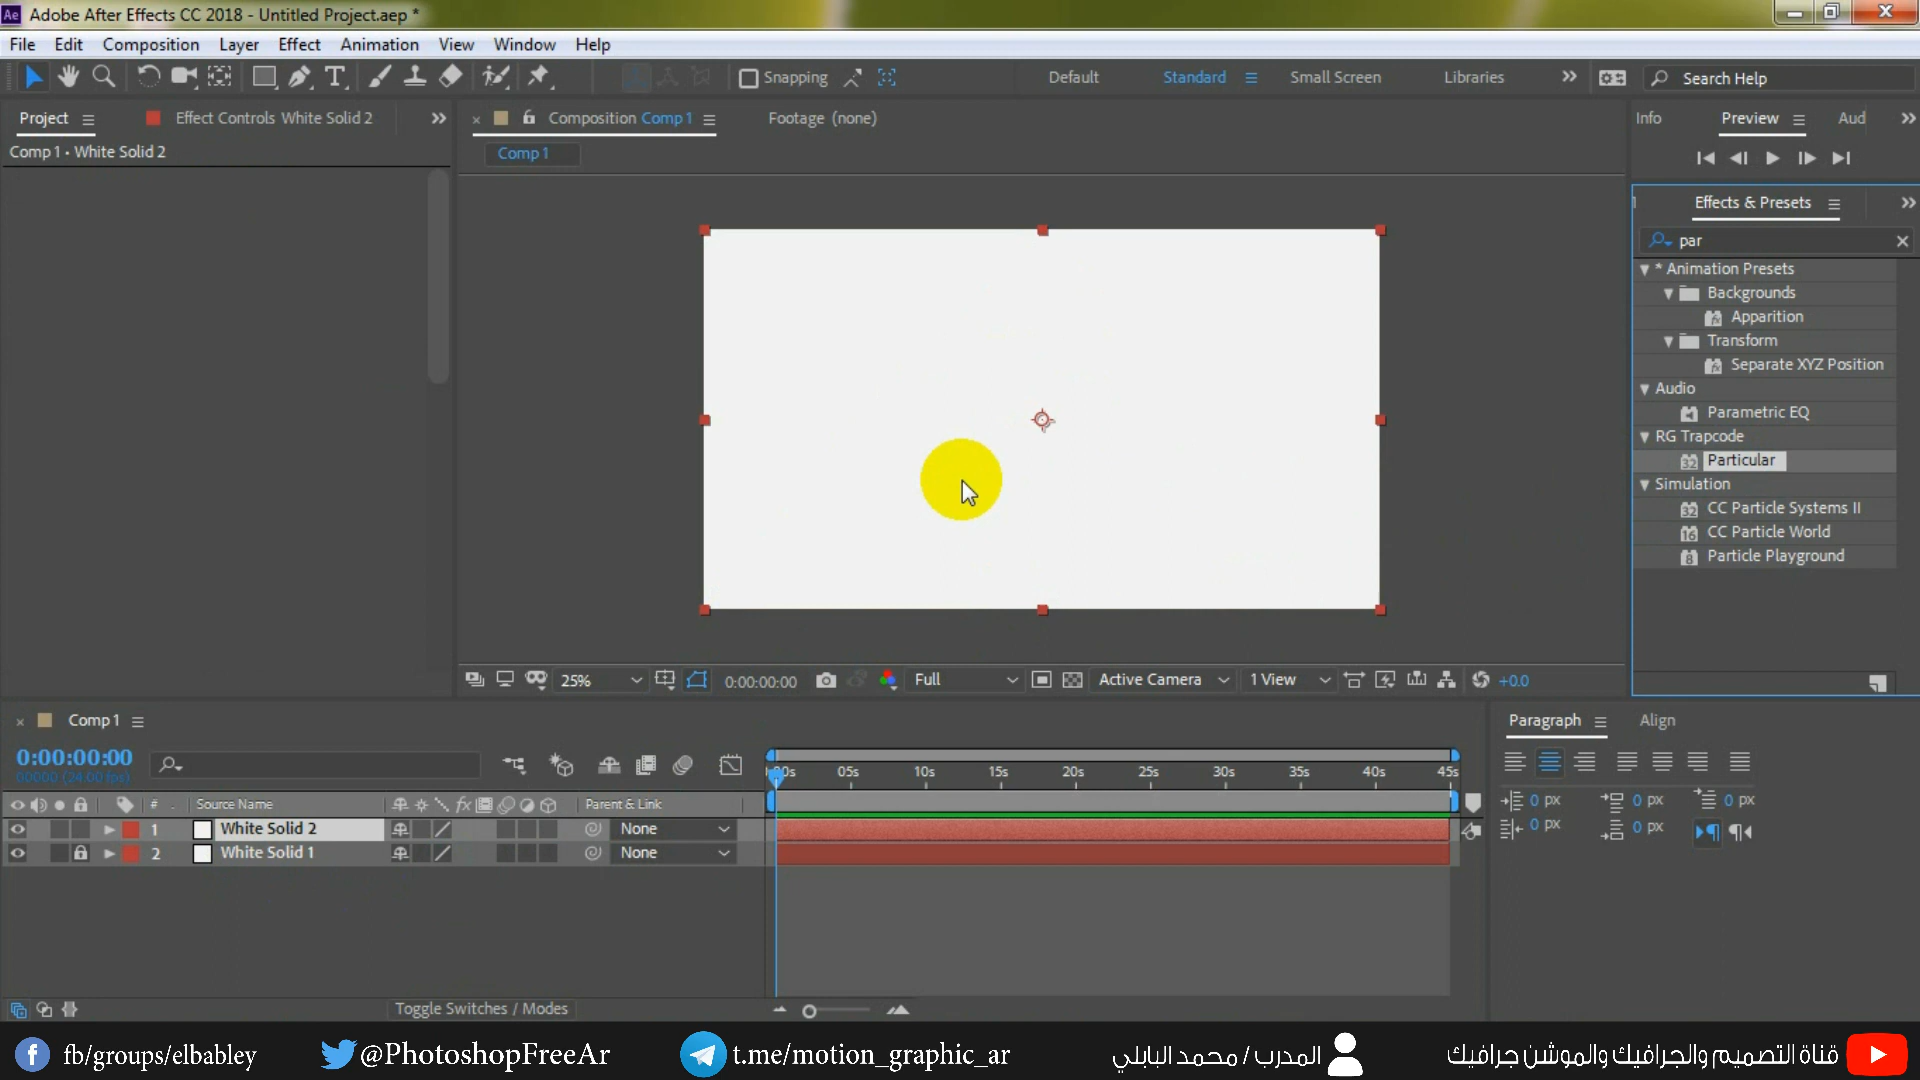 Adobe After Effects CC 2018 - Untitled Project.aep *
File Edit Composition Layer Effect Animation View Window Help
Snapping Default Standard Small Screen Libraries Search Help
Project Effect Controls White Solid 2
Comp 1 • White Solid 2
Composition Comp 1 Footage (none)
Comp 1
Info Preview Aud
Effects & Presets
par
* Animation Presets
Backgrounds
Apparition
Transform
Separate XYZ Position
Audio
Parametric EQ
RG Trapcode
Particular
Simulation
CC Particle Systems II
CC Particle World
Particle Playground
25% 0:00:00:00 Full Active Camera 1 View +0.0
Comp 1
0:00:00:00
00000 (24.00 fps)
05s 10s 15s 20s 25s 30s 35s 40s 45s
# Source Name Parent & Link
1 White Solid 2 None
2 White Solid 1 None
Toggle Switches / Modes
Paragraph Align
0 px 0 px 0 px
0 px 0 px
fb/groups/elbabley @PhotoshopFreeAr t.me/motion_graphic_ar المدرب / محمد البابلي قناة التصميم والجرافيك والموشن جرافيك